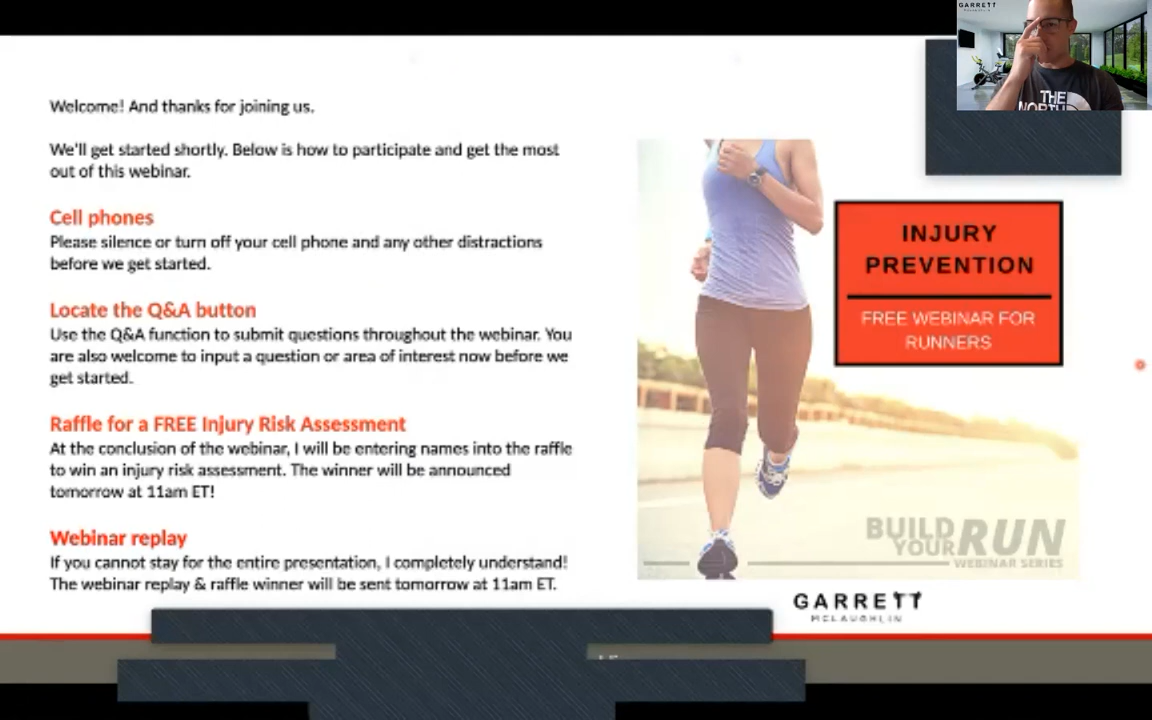 GARRETT
THE
NORTH
Welcome! And thanks for joining us.
We'll get started shortly. Below is how to participate and get the most
out of this webinar.
Cell phones
Please silence or turn off your cell phone and any other distractions
before we get started.
Locate the Q&A button
Use the Q&A function to submit questions throughout the webinar. You
are also welcome to input a question or area of interest now before we
get started.
Raffle for a FREE Injury Risk Assessment
At the conclusion of the webinar, I will be entering names into the raffle
to win an injury risk assessment. The winner will be announced
tomorrow at 11am ET!
Webinar replay
If you cannot stay for the entire presentation, I completely understand!
The webinar replay & raffle winner will be sent tomorrow at 11am ET.
INJURY
PREVENTION
FREE WEBINAR FOR
RUNNERS
BUILD
YOUR RUN
WEBINAR SERIES
GARRETT
MCLAUGHLIN